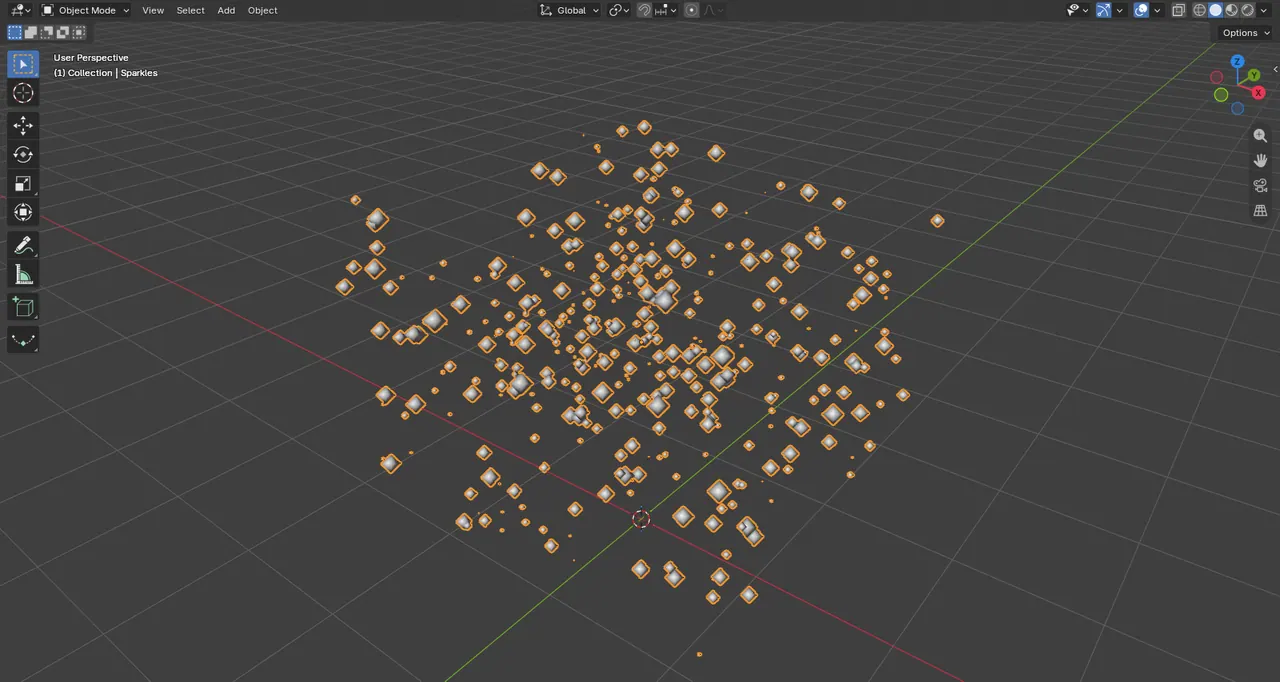 Object Mode View Select Add Object Global
Options
User Perspective
(1) Collection | Sparkles
Z
Y
X